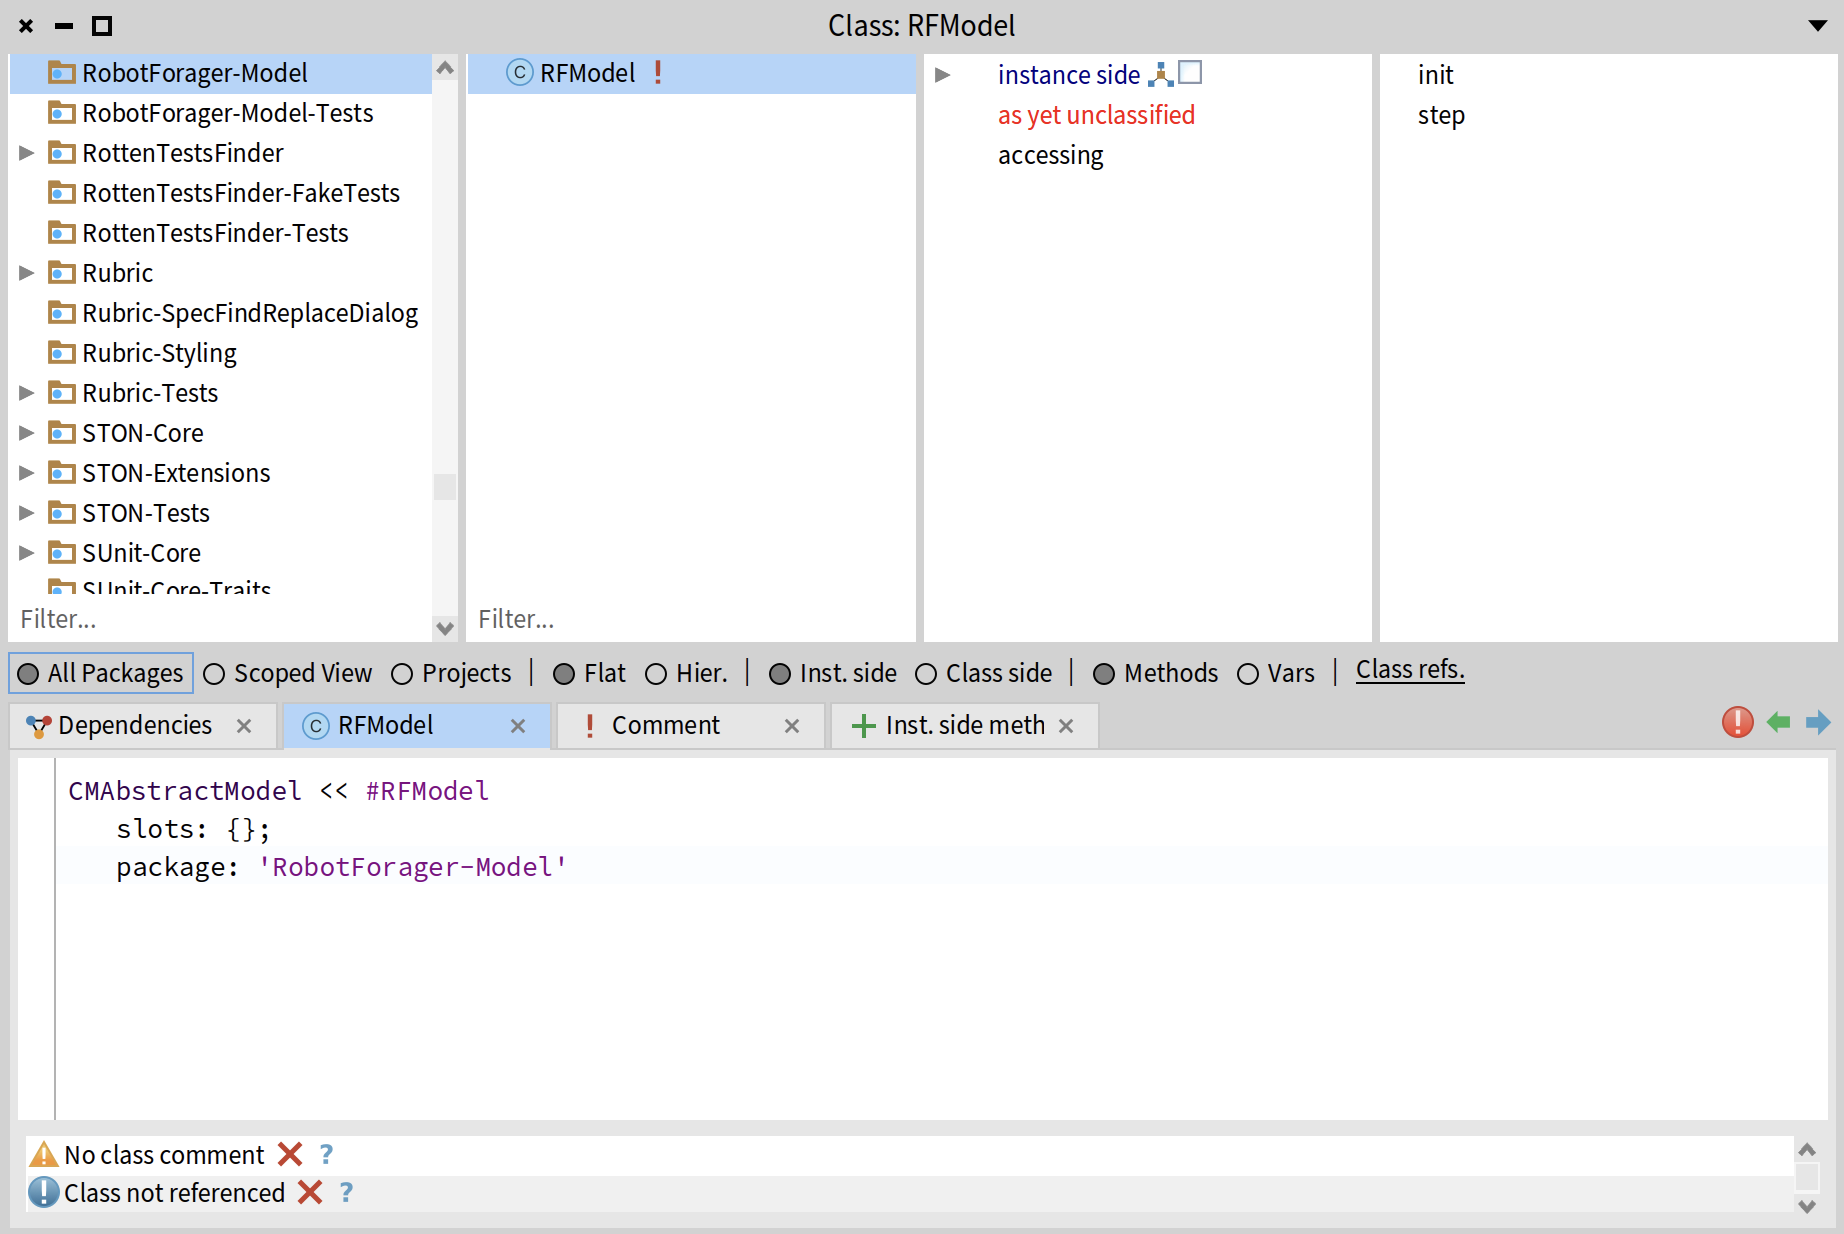 Class: RFModel
RobotForager-Model
RobotForager-Model-Tests
RottenTestsFinder
RottenTestsFinder-FakeTests
RottenTestsFinder-Tests
Rubric
Rubric-SpecFindReplaceDialog
Rubric-Styling
Rubric-Tests
STON-Core
STON-Extensions
STON-Tests
SUnit-Core
SUnit-Core-Traits
Filter...
C RFModel !
Filter...
instance side
as yet unclassified
accessing
init
step
All Packages Scoped View Projects | Flat Hier. | Inst. side Class side | Methods Vars | Class refs.
Dependencies C RFModel ! Comment Inst. side meth
CMAbstractModel << #RFModel
slots: {};
package: 'RobotForager-Model'
No class comment ?
Class not referenced ?